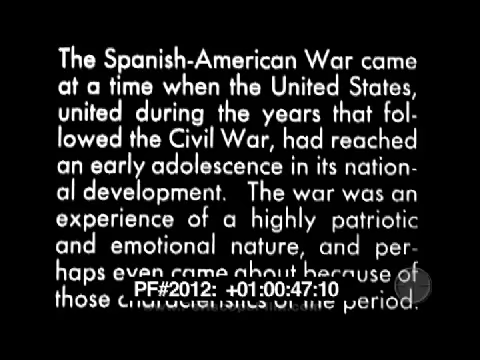 The Spanish-American War came
at a time when the United States,
united during the years that fol-
lowed the Civil War, had reached
an early adolescence in its nation-
al development. The war was an
experience of a highly patriotic
and emotional nature, and per-
haps even came about because of
those characteristics of the period.
PF#2012: +01:00:47:10